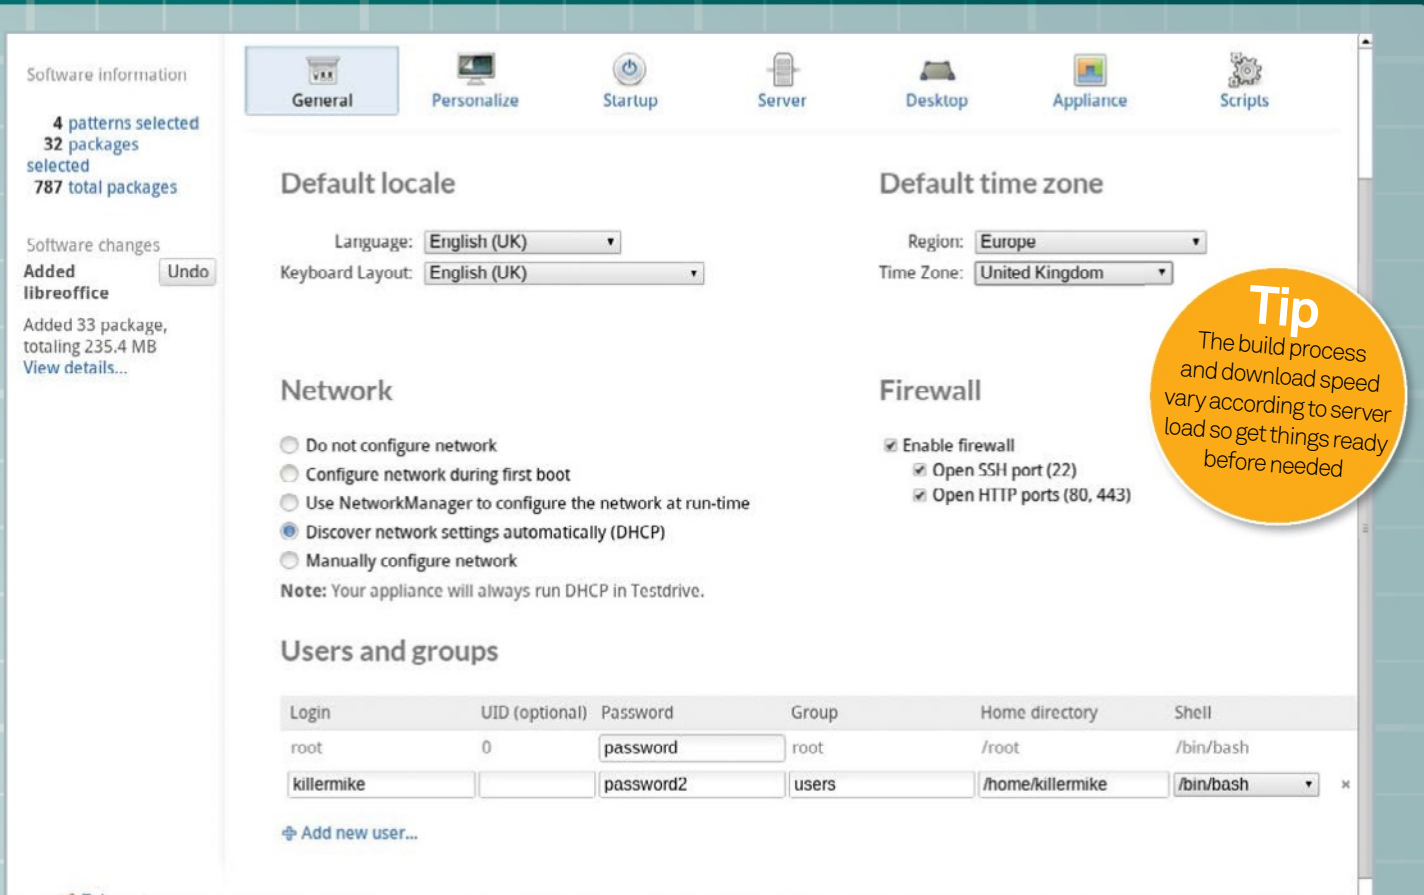 Software information
4 patterns selected
32 packages
selected
787 total packages
Software changes
Added
libreoffice
Undo
Added 33 package,
totaling 235.4 MB
View details...
General
Personalize
Startup
Server
Desktop
Appliance
Scripts
Default locale
Language: English (UK)
Keyboard Layout: English (UK)
Default time zone
Region: Europe
Time Zone: United Kingdom
Tip
The build process
and download speed
vary according to server
load so get things ready
before needed
Network
Do not configure network
Configure network during first boot
Use NetworkManager to configure the network at run-time
Discover network settings automatically (DHCP)
Manually configure network
Note: Your appliance will always run DHCP in Testdrive.
Firewall
Enable firewall
Open SSH port (22)
Open HTTP ports (80, 443)
Users and groups
Login UID (optional) Password Group Home directory Shell
root 0 password root /root /bin/bash
killermike password2 users /home/killermike /bin/bash
Add new user...